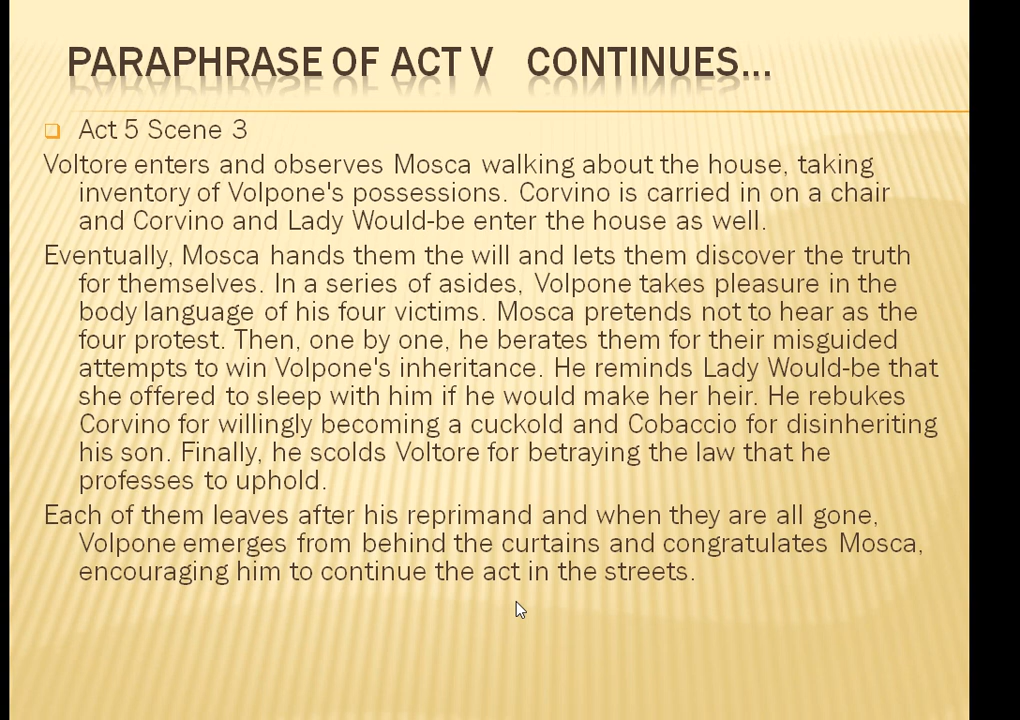 PARAPHRASE OF ACT V CONTINUES...
Act 5 Scene 3
Voltore enters and observes Mosca walking about the house, taking
inventory of Volpone's possessions. Corvino is carried in on a chair
and Corvino and Lady Would-be enter the house as well.
Eventually, Mosca hands them the will and lets them discover the truth
for themselves. In a series of asides, Volpone takes pleasure in the
body language of his four victims. Mosca pretends not to hear as the
four protest. Then, one by one, he berates them for their misguided
attempts to win Volpone's inheritance. He reminds Lady Would-be that
she offered to sleep with him if he would make her heir. He rebukes
Corvino for willingly becoming a cuckold and Cobaccio for disinheriting
his son. Finally, he scolds Voltore for betraying the law that he
professes to uphold.
Each of them leaves after his reprimand and when they are all gone,
Volpone emerges from behind the curtains and congratulates Mosca,
encouraging him to continue the act in the streets.